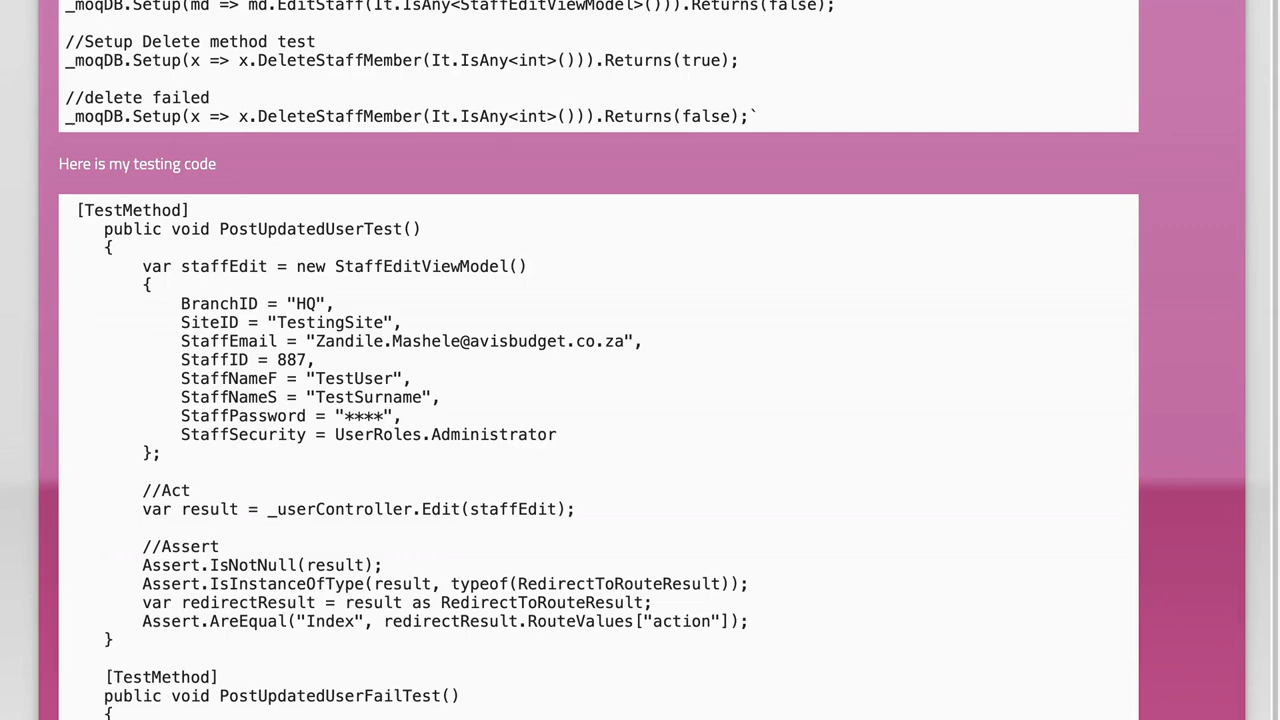 _moqDB.Setup(md => md.EditStaff(It.IsAny<StaffEditViewModel>())).Returns(false);
//Setup Delete method test
_moqDB.Setup(x => x.DeleteStaffMember(It.IsAny<int>())).Returns(true);
//delete failed
_moqDB.Setup(x => x.DeleteStaffMember(It.IsAny<int>())).Returns(false);`
Here is my testing code
[TestMethod]
public void PostUpdatedUserTest()
{
var staffEdit = new StaffEditViewModel()
{
BranchID = "HQ",
SiteID = "TestingSite",
StaffEmail = "Zandile.Mashele@avisbudget.co.za",
StaffID = 887,
StaffNameF = "TestUser",
StaffNameS = "TestSurname",
StaffPassword = "****",
StaffSecurity = UserRoles.Administrator
};
//Act
var result = _userController.Edit(staffEdit);
//Assert
Assert.IsNotNull(result);
Assert.IsInstanceOfType(result, typeof(RedirectToRouteResult));
var redirectResult = result as RedirectToRouteResult;
Assert.AreEqual("Index", redirectResult.RouteValues["action"]);
}
[TestMethod]
public void PostUpdatedUserFailTest()
{